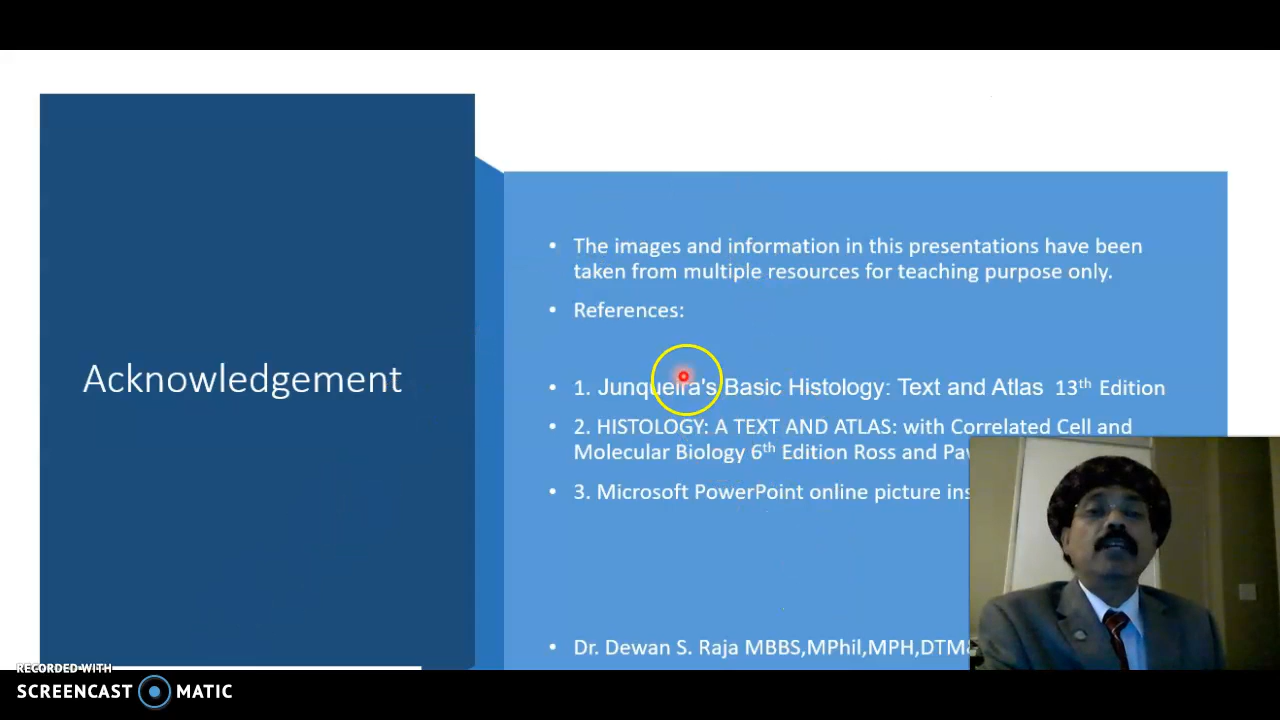 Acknowledgement
• The images and information in this presentations have been
taken from multiple resources for teaching purpose only.
• References:
• 1. Junqueira's Basic Histology: Text and Atlas 13th Edition
• 2. HISTOLOGY: A TEXT AND ATLAS: with Correlated Cell and
Molecular Biology 6th Edition Ross and
• 3. Microsoft PowerPoint online picture
• Dr. Dewan S. Raja MBBS,MPhil,MPH,
RECORDED WITH
SCREENCAST MATIC